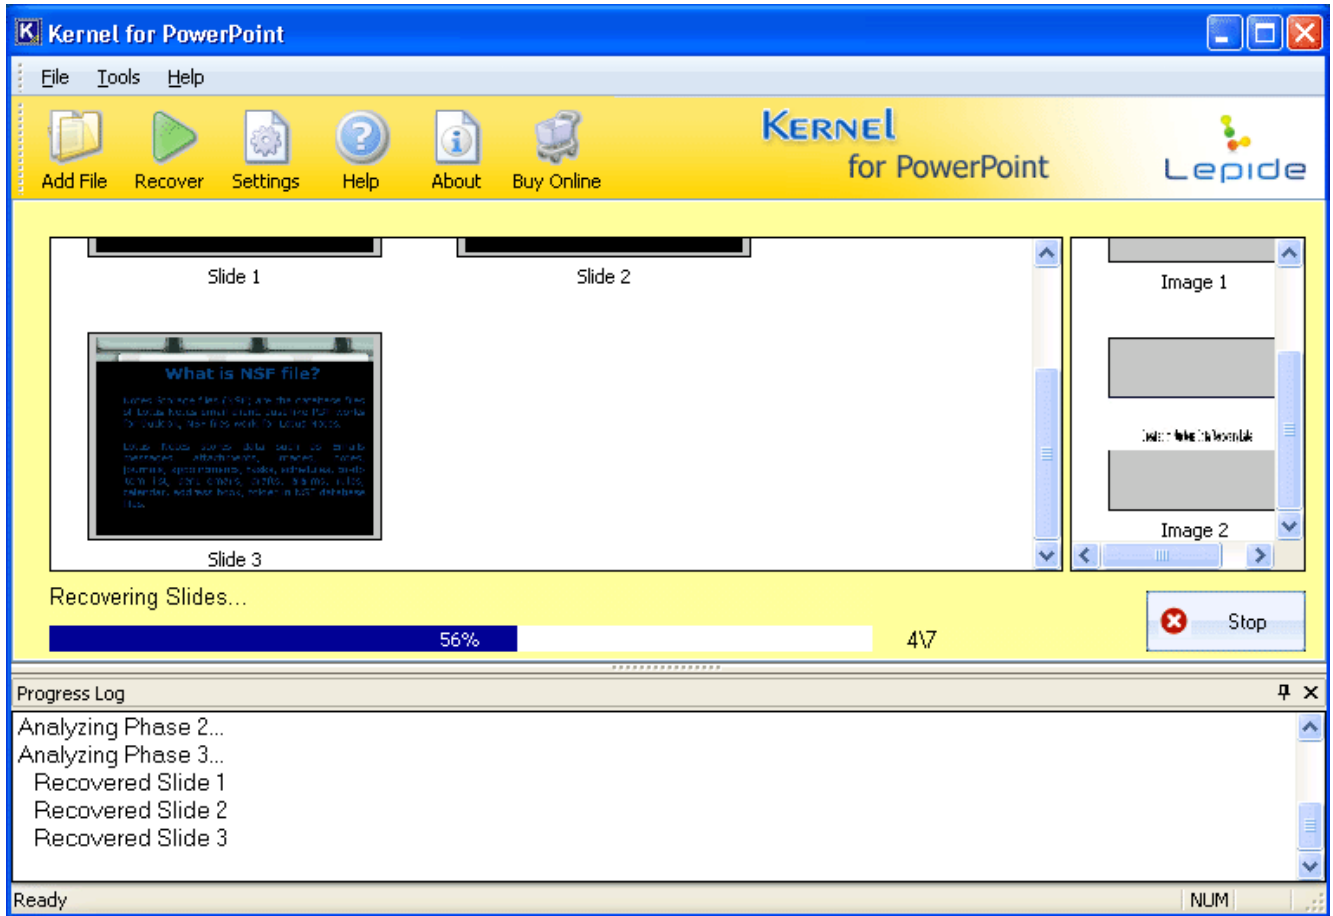 Kernel for PowerPoint
File Tools Help
Add File Recover Settings Help About Buy Online
KERNEL
for PowerPoint
Lepide
Slide 1 Slide 2
Image 1
What is NSF file?
Slide 3
Image 2
Recovering Slides...
56% 4\7
Stop
Progress Log
Analyzing Phase 2...
Analyzing Phase 3...
Recovered Slide 1
Recovered Slide 2
Recovered Slide 3
Ready NUM